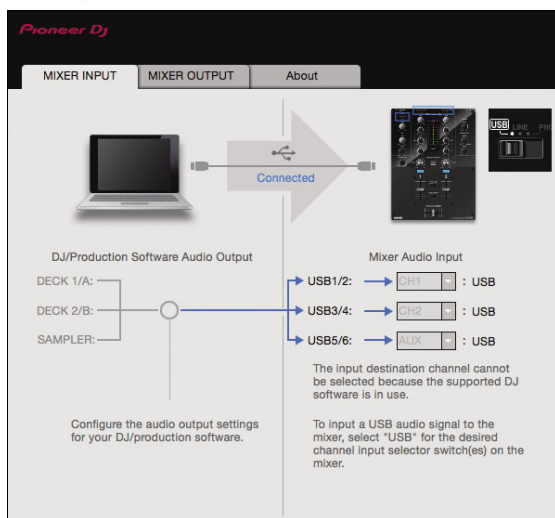 Pioneer Dj
MIXER INPUT
MIXER OUTPUT
About
Connected
USB LINE PHO
DJ/Production Software Audio Output
Mixer Audio Input
DECK 1/A:
DECK 2/B:
SAMPLER:
USB1/2: CH1 : USB
USB3/4: CH2 : USB
USB5/6: AUX : USB
The input destination channel cannot
be selected because the supported DJ
software is in use.
Configure the audio output settings
for your DJ/production software.
To input a USB audio signal to the
mixer, select "USB" for the desired
channel input selector switch(es) on the
mixer.